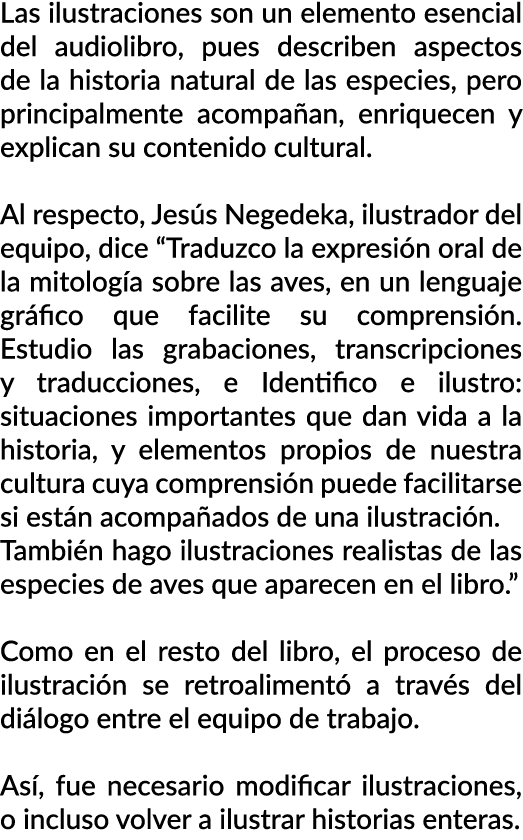 Las ilustraciones son un elemento esencial
del audiolibro, pues describen aspectos
de la historia natural de las especies, pero
principalmente acompañan, enriquecen y
explican su contenido cultural.

Al respecto, Jesús Negedeka, ilustrador del
equipo, dice “Traduzco la expresión oral de
la mitología sobre las aves, en un lenguaje
gráfico que facilite su comprensión.
Estudio las grabaciones, transcripciones
y traducciones, e Identifico e ilustro:
situaciones importantes que dan vida a la
historia, y elementos propios de nuestra
cultura cuya comprensión puede facilitarse
si están acompañados de una ilustración.
También hago ilustraciones realistas de las
especies de aves que aparecen en el libro.”

Como en el resto del libro, el proceso de
ilustración se retroalimentó a través del
diálogo entre el equipo de trabajo.

Así, fue necesario modificar ilustraciones,
o incluso volver a ilustrar historias enteras.